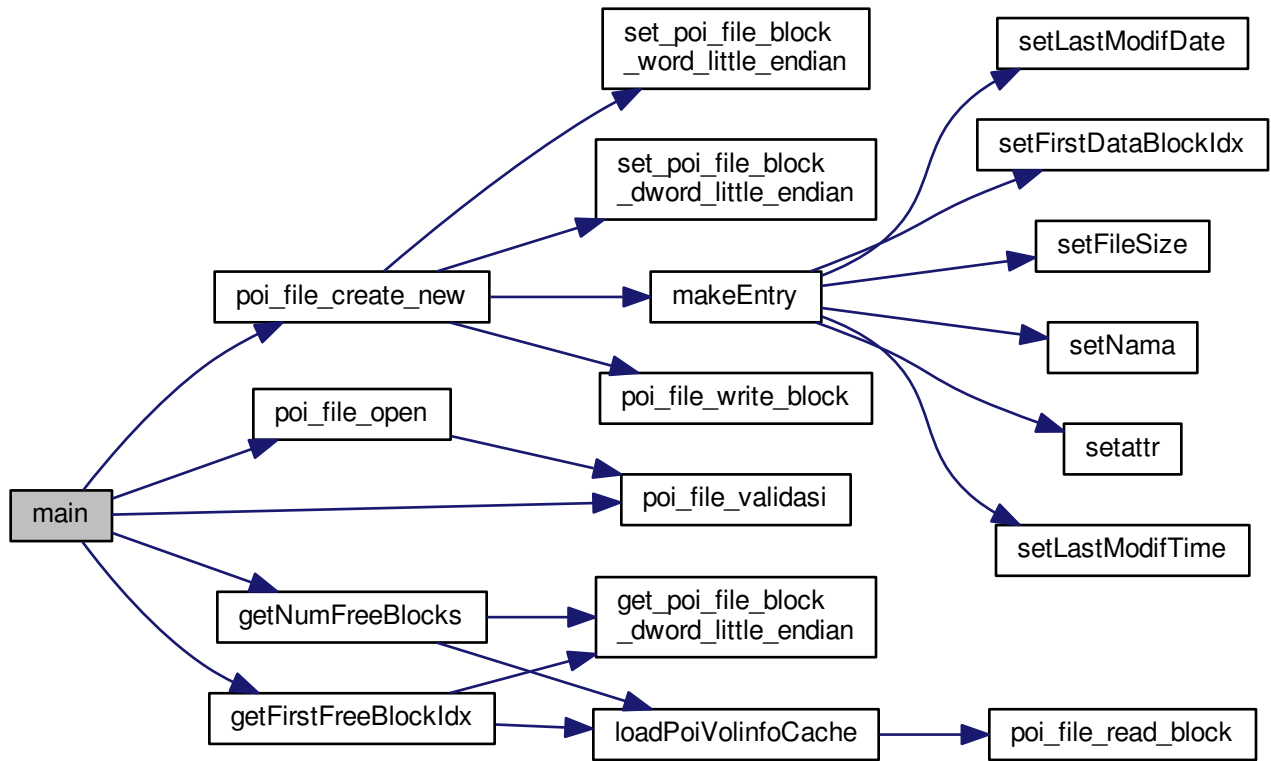 main
poi_file_create_new
poi_file_open
getNumFreeBlocks
getFirstFreeBlockIdx
set_poi_file_block
_word_little_endian
set_poi_file_block
_dword_little_endian
makeEntry
poi_file_write_block
poi_file_validasi
get_poi_file_block
_dword_little_endian
loadPoiVolinfoCache
setLastModifDate
setFirstDataBlockIdx
setFileSize
setNama
setattr
setLastModifTime
poi_file_read_block